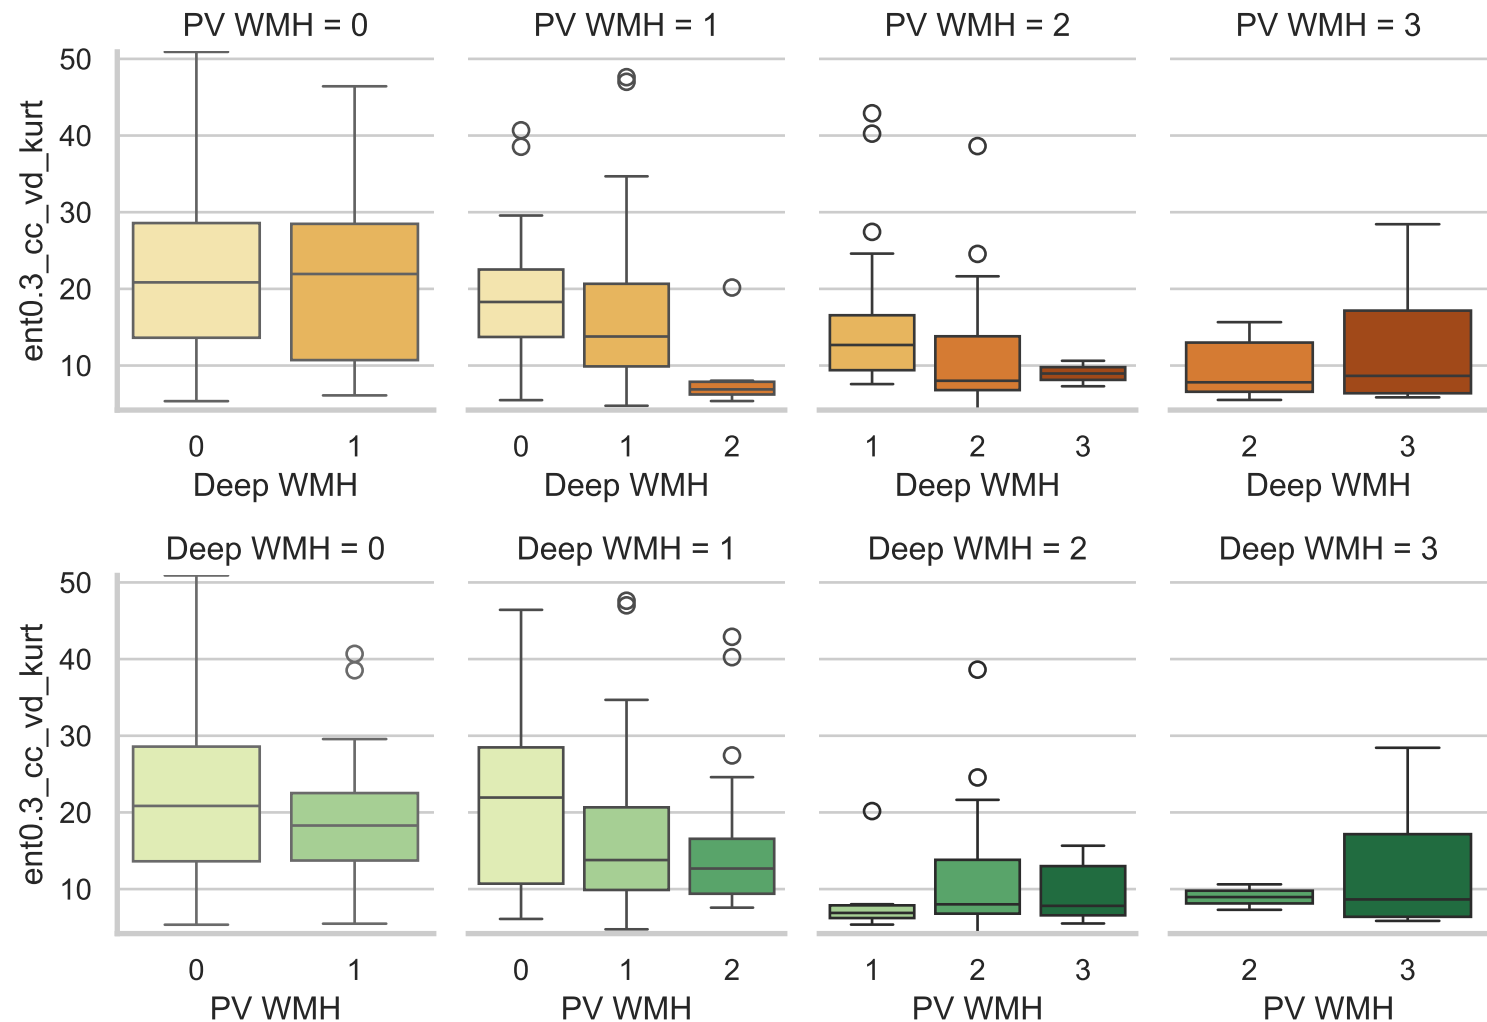 PV WMH = 0 PV WMH = 1 PV WMH = 2 PV WMH = 3
ent0.3_cc_vd_kurt
50
40
30
20
10
0 1 0 1 2 1 2 3 2 3
Deep WMH Deep WMH Deep WMH Deep WMH
Deep WMH = 0 Deep WMH = 1 Deep WMH = 2 Deep WMH = 3
ent0.3_cc_vd_kurt
50
40
30
20
10
0 1 0 1 2 1 2 3 2 3
PV WMH PV WMH PV WMH PV WMH